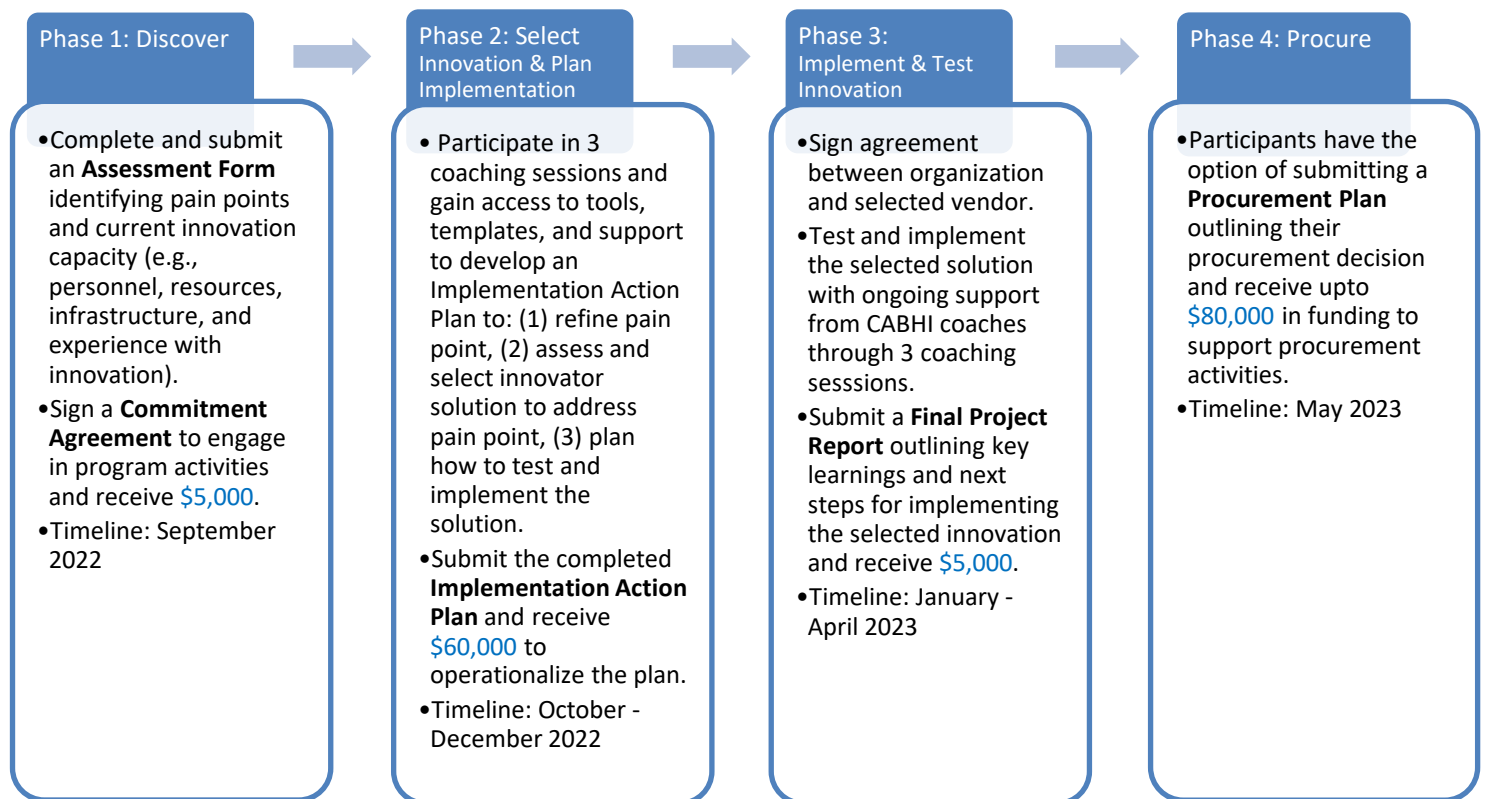 Phase 1: Discover
•Complete and submit
an Assessment Form
identifying pain points
and current innovation
capacity (e.g.,
personnel, resources,
infrastructure, and
experience with
innovation).
•Sign a Commitment
Agreement to engage
in program activities
and receive $5,000.
•Timeline: September
2022
Phase 2: Select
Innovation & Plan
Implementation
• Participate in 3
coaching sessions and
gain access to tools,
templates, and support
to develop an
Implementation Action
Plan to: (1) refine pain
point, (2) assess and
select innovator
solution to address
pain point, (3) plan
how to test and
implement the
solution.
•Submit the completed
Implementation Action
Plan and receive
$60,000 to
operationalize the plan.
•Timeline: October -
December 2022
Phase 3:
Implement & Test
Innovation
•Sign agreement
between organization
and selected vendor.
•Test and implement
the selected solution
with ongoing support
from CABHI coaches
through 3 coaching
sesssions.
•Submit a Final Project
Report outlining key
learnings and next
steps for implementing
the selected innovation
and receive $5,000.
•Timeline: January -
April 2023
Phase 4: Procure
•Participants have the
option of submitting a
Procurement Plan
outlining their
procurement decision
and receive upto
$80,000 in funding to
support procurement
activities.
•Timeline: May 2023